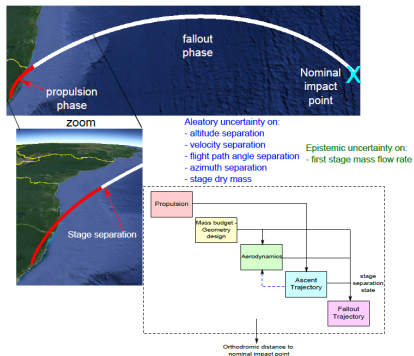 fallout
phase
Nominal
impact
point
propulsion
phase
zoom
Aleatory uncertainty on:
- altitude separation
- velocity separation
- flight path angle separation
- azimuth separation
- stage dry mass
Epistemic uncertainty on:
- first stage mass flow rate
Stage separation
Propulsion
Mass budget -
Geometry
design
Aerodynamics
Ascent
Trajectory
stage
separation
state
Fallout
Trajectory
Orthodromic distance to
nominal impact point